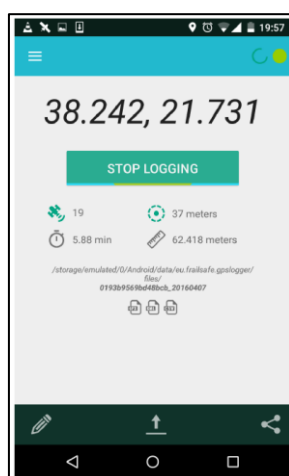 19:57
38.242, 21.731
STOP LOGGING
19
37 meters
5.88 min
62.418 meters
/storage/emulated/0/Android/data/eu.frailsafe.gpslogger/
files/
0193b9569bd48bcb_20160407